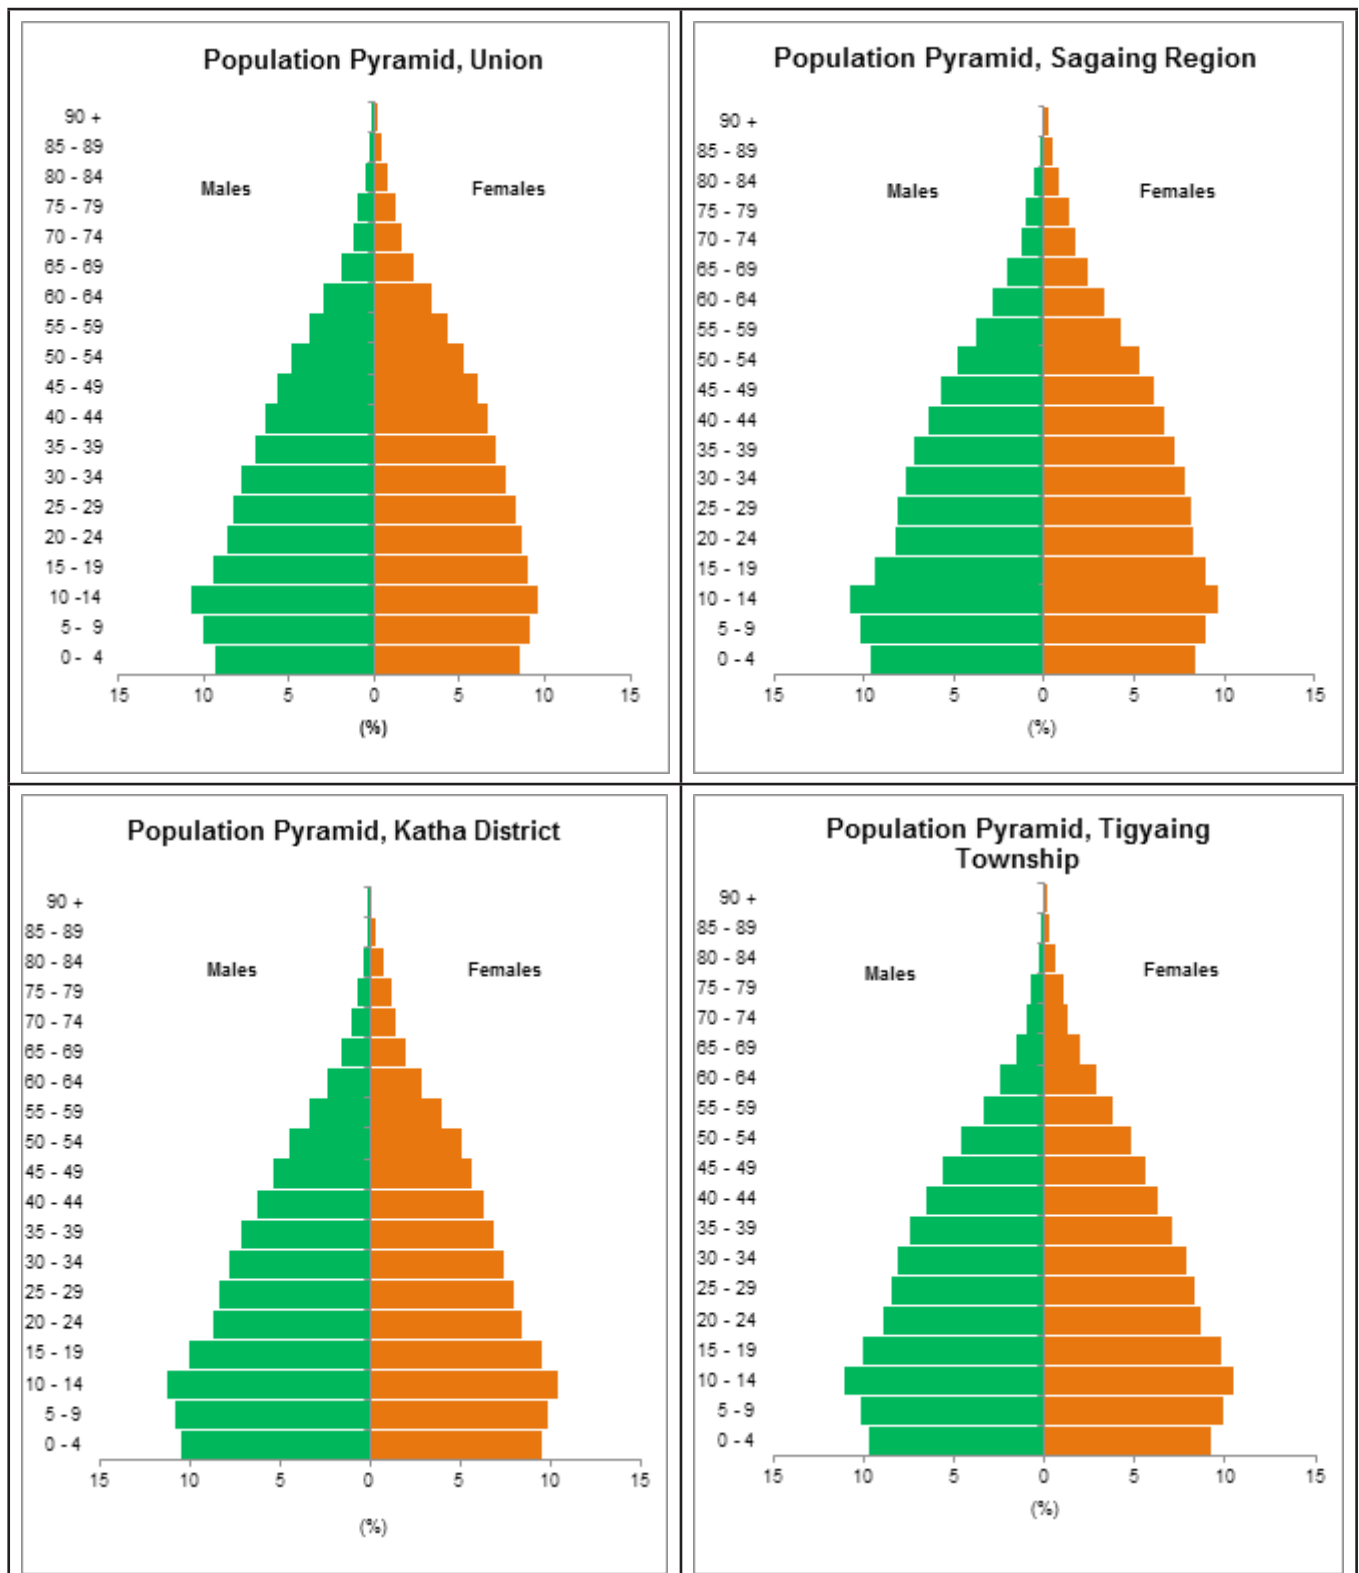 Population Pyramid, Union
90 +
85 - 89
80 - 84
75 - 79
70 - 74
65 - 69
60 - 64
55 - 59
50 - 54
45 - 49
40 - 44
35 - 39
30 - 34
25 - 29
20 - 24
15 - 19
10 -14
5 - 9
0 - 4
Males
Females
15 10 5 0 5 10 15
(%)
Population Pyramid, Sagaing Region
90 +
85 - 89
80 - 84
75 - 79
70 - 74
65 - 69
60 - 64
55 - 59
50 - 54
45 - 49
40 - 44
35 - 39
30 - 34
25 - 29
20 - 24
15 - 19
10 - 14
5 - 9
0 - 4
Males
Females
15 10 5 0 5 10 15
(%)
Population Pyramid, Katha District
90 +
85 - 89
80 - 84
75 - 79
70 - 74
65 - 69
60 - 64
55 - 59
50 - 54
45 - 49
40 - 44
35 - 39
30 - 34
25 - 29
20 - 24
15 - 19
10 - 14
5 - 9
0 - 4
Males
Females
15 10 5 0 5 10 15
(%)
Population Pyramid, Tigyaing
Township
90 +
85 - 89
80 - 84
75 - 79
70 - 74
65 - 69
60 - 64
55 - 59
50 - 54
45 - 49
40 - 44
35 - 39
30 - 34
25 - 29
20 - 24
15 - 19
10 - 14
5 - 9
0 - 4
Males
Females
15 10 5 0 5 10 15
(%)